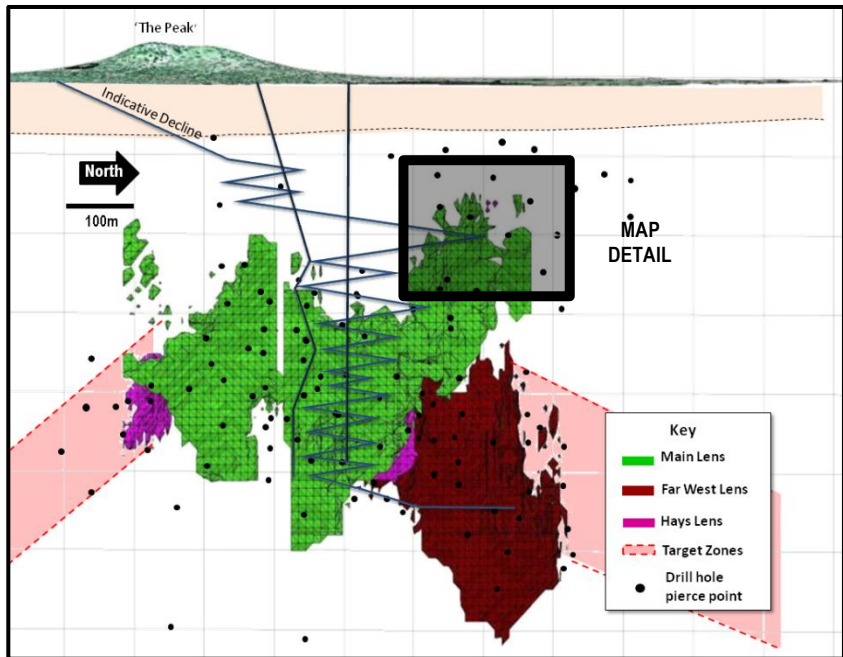 'The Peak'
Indicative Decline
North
100m
MAP
DETAIL
Key
Main Lens
Far West Lens
Hays Lens
Target Zones
Drill hole
pierce point